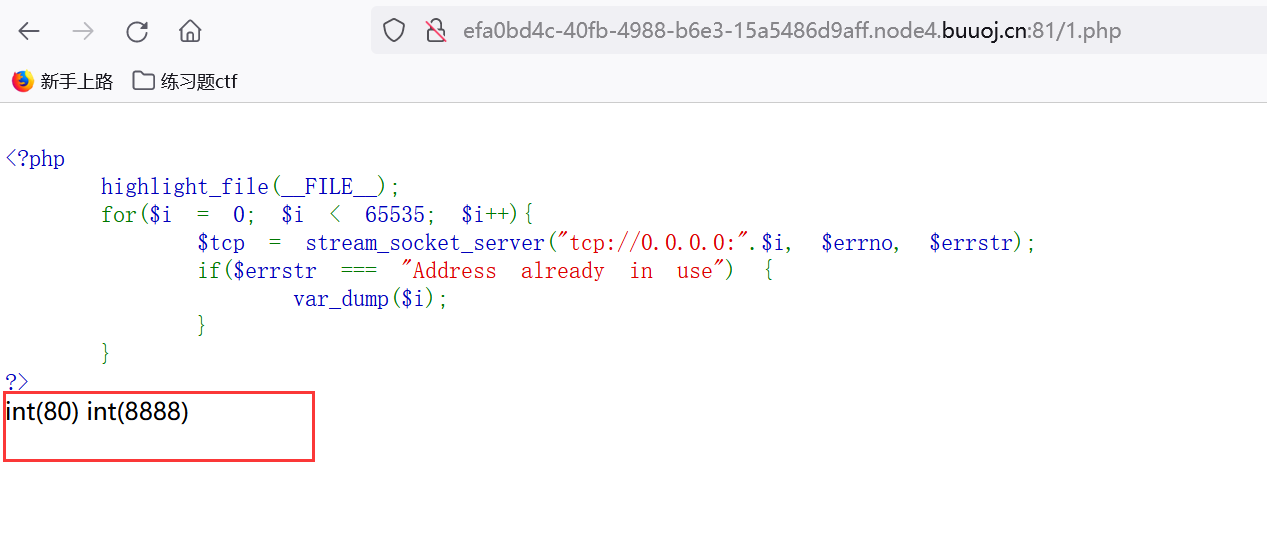 efa0bd4c-40fb-4988-b6e3-15a5486d9aff.node4.buuoj.cn:81/1.php
新手上路 练习题ctf
<?php
highlight_file(__FILE__);
for($i = 0; $i < 65535; $i++){
$tcp = stream_socket_server("tcp://0.0.0.0:".$i, $errno, $errstr);
if($errstr === "Address already in use") {
var_dump($i);
}
}
?>
int(80) int(8888)